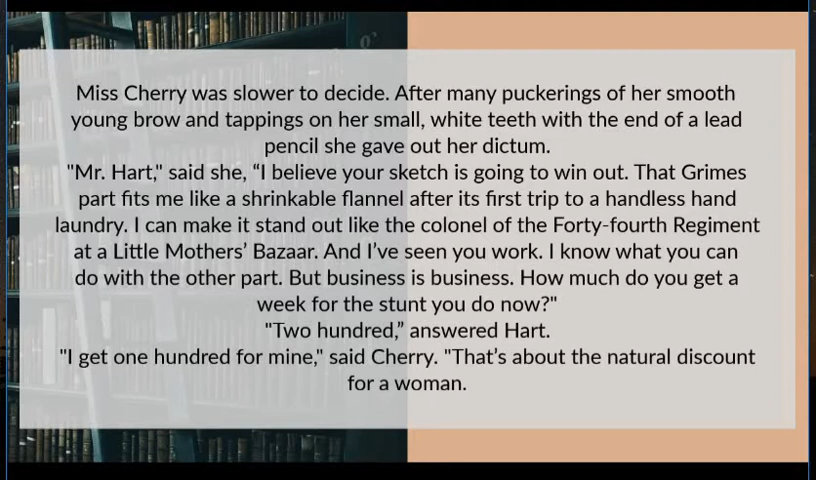 Miss Cherry was slower to decide. After many puckerings of her smooth
young brow and tappings on her small, white teeth with the end of a lead
pencil she gave out her dictum.
"Mr. Hart," said she, “I believe your sketch is going to win out. That Grimes
part fits me like a shrinkable flannel after its first trip to a handless hand
laundry. I can make it stand out like the colonel of the Forty-fourth Regiment
at a Little Mothers’ Bazaar. And I’ve seen you work. I know what you can
do with the other part. But business is business. How much do you get a
week for the stunt you do now?"
"Two hundred,” answered Hart.
"I get one hundred for mine," said Cherry. "That’s about the natural discount
for a woman.